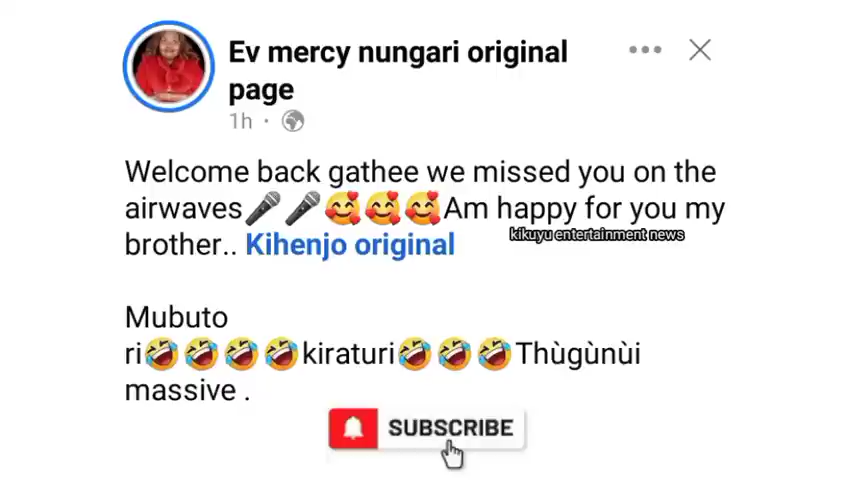 Ev mercy nungari original
page
1h ·
Welcome back gathee we missed you on the
airwaves🎤🎤🥰🥰🥰Am happy for you my
brother.. Kihenjo original
kikuyu entertainment news
Mubuto
ri🤣🤣🤣🤣kiraturi🤣🤣🤣Thùgùnùi
massive .
SUBSCRIBE